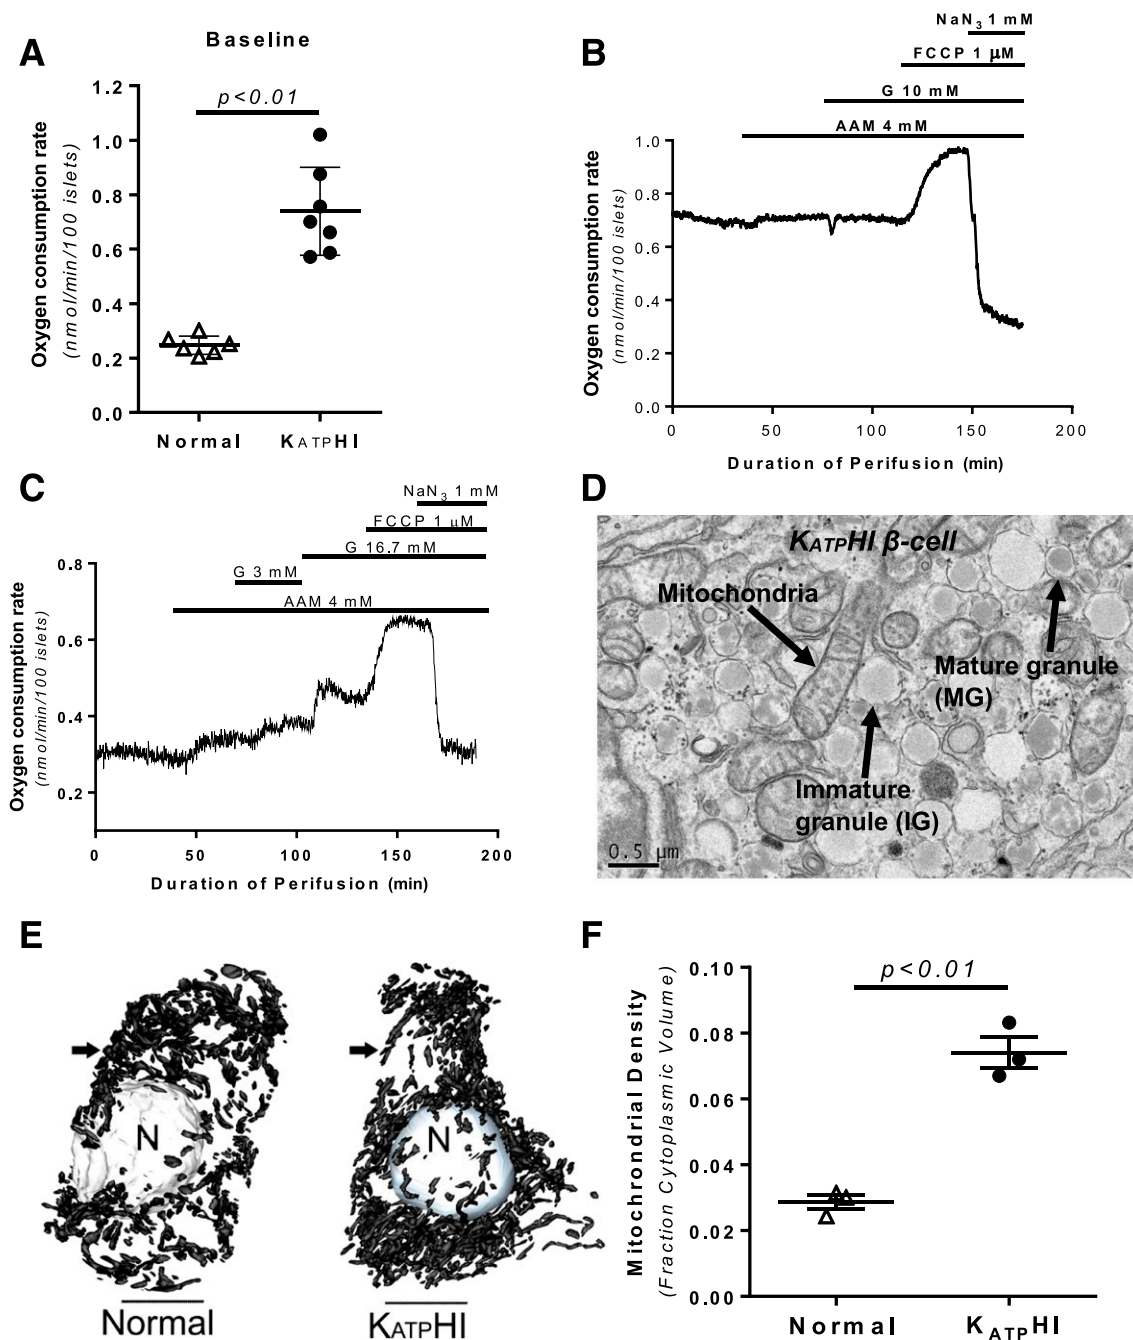 A
Baseline
p<0.01
Oxygen consumption rate
(nmol/min/100 islets)
1.2
1.0
0.8
0.6
0.4
0.2
0.0
Normal
KATPHI
B
NaN3 1 mM
FCCP 1 μM
G 10 mM
AAM 4 mM
Oxygen consumption rate
(nmol/min/100 islets)
1.0
0.8
0.6
0.4
0.2
0.0
0
50
100
150
200
Duration of Perifusion (min)
C
NaN3 1 mM
FCCP 1 μM
G 16.7 mM
G 3 mM
AAM 4 mM
Oxygen consumption rate
(nmol/min/100 islets)
0.8
0.6
0.4
0.2
0
50
100
150
200
Duration of Perifusion (min)
D
KATPHI β-cell
Mitochondria
Mature granule
(MG)
Immature
granule (IG)
0.5 μm
E
N
N
Normal
KATPHI
F
p<0.01
Mitochrondrial Density
(Fraction Cytoplasmic Volume)
0.10
0.08
0.06
0.04
0.02
0.00
Normal
KATPHI